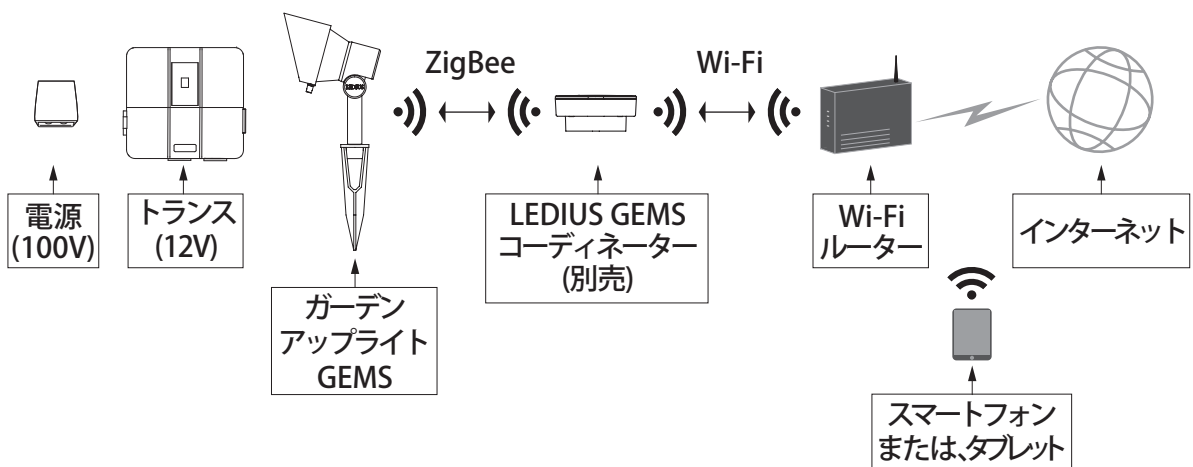 ZigBee
Wi-Fi
LEDIUS
電源
(100V)
トランス
(12V)
ガーデン
アップライト
GEMS
LEDIUS GEMS
コーディネーター
(別売)
Wi-Fi
ルーター
インターネット
スマートフォン
または、タブレット